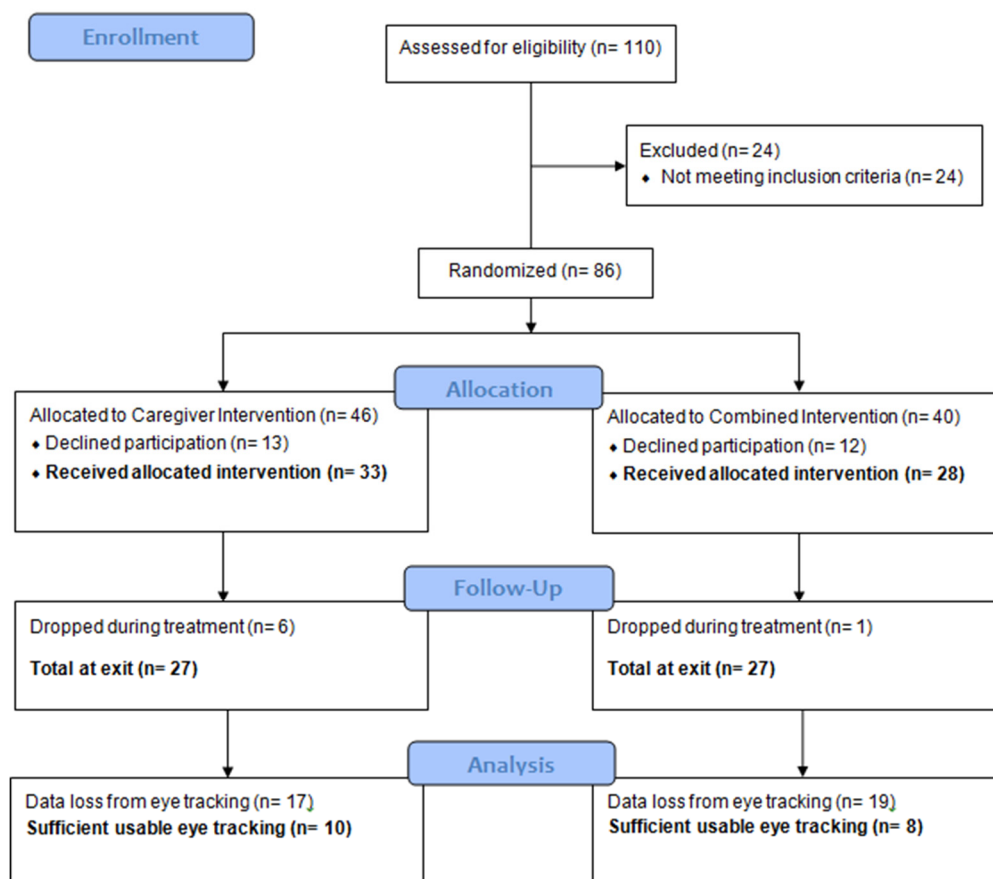 Enrollment
Assessed for eligibility (n= 110)
Excluded (n= 24)
⬧ Not meeting inclusion criteria (n= 24)
Randomized (n= 86)
Allocation
Allocated to Caregiver Intervention (n= 46)
⬧ Declined participation (n= 13)
⬧ Received allocated intervention (n= 33)
Allocated to Combined Intervention (n= 40)
⬧ Declined participation (n= 12)
⬧ Received allocated intervention (n= 28)
Follow-Up
Dropped during treatment (n= 6)
Total at exit (n= 27)
Dropped during treatment (n= 1)
Total at exit (n= 27)
Analysis
Data loss from eye tracking (n= 17)
Sufficient usable eye tracking (n= 10)
Data loss from eye tracking (n= 19)
Sufficient usable eye tracking (n= 8)